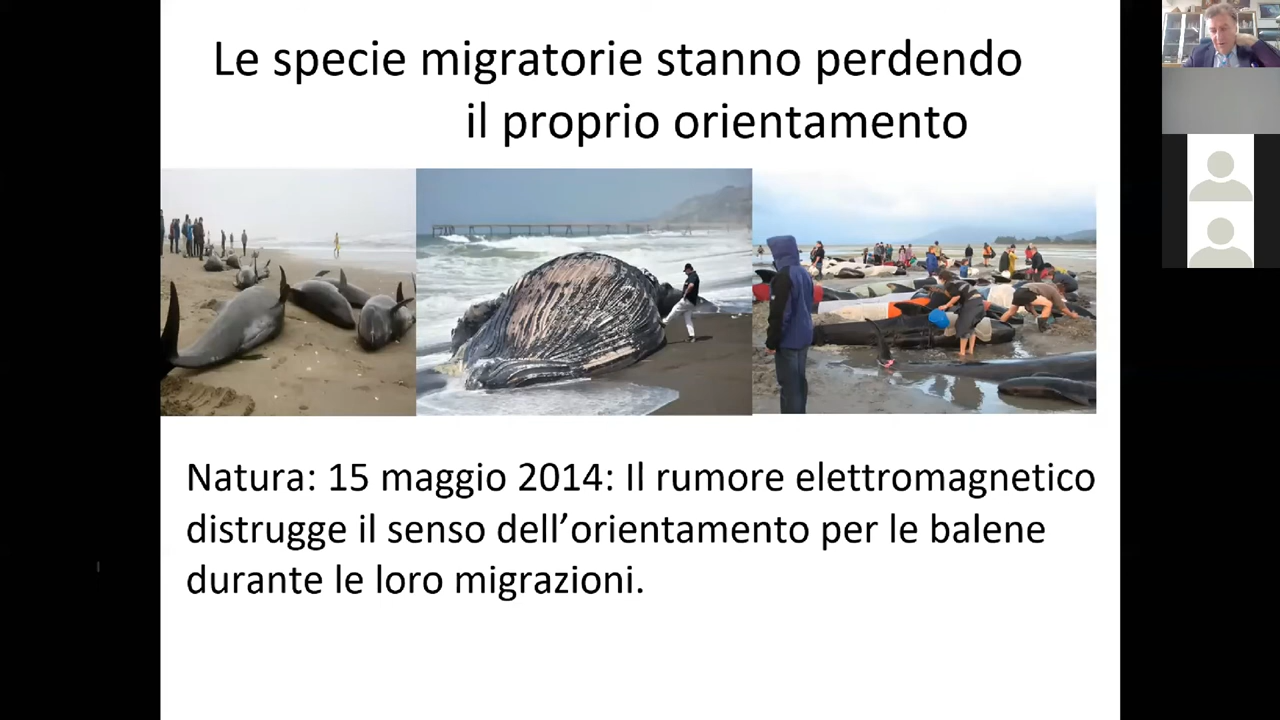 Le specie migratorie stanno perdendo
il proprio orientamento
Natura: 15 maggio 2014: Il rumore elettromagnetico
distrugge il senso dell’orientamento per le balene
durante le loro migrazioni.